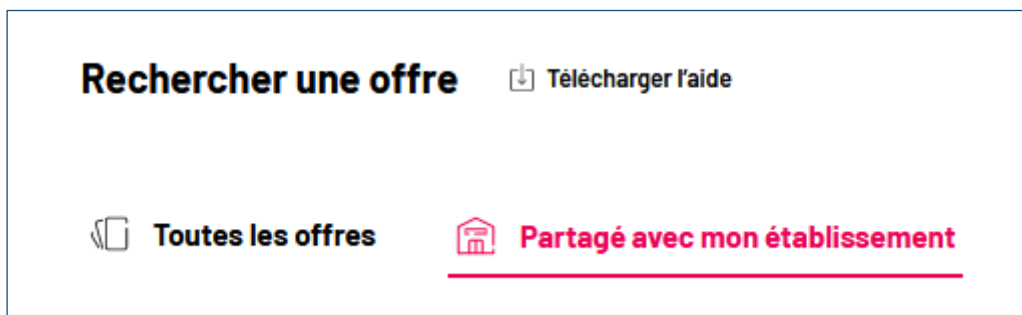 Rechercher une offre Télécharger l'aide
Toutes les offres Partagé avec mon établissement